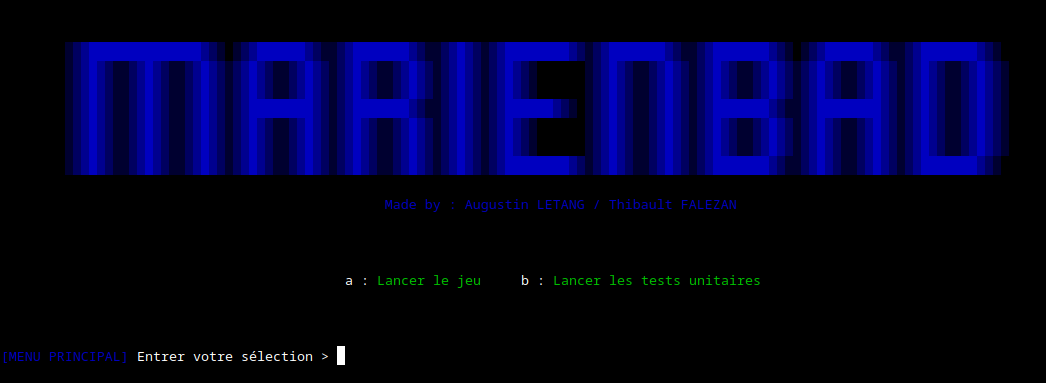 MARIENBAD
Made by : Augustin LETANG / Thibault FALEZAN
a : Lancer le jeu b : Lancer les tests unitaires
[MENU PRINCIPAL] Entrer votre sélection >